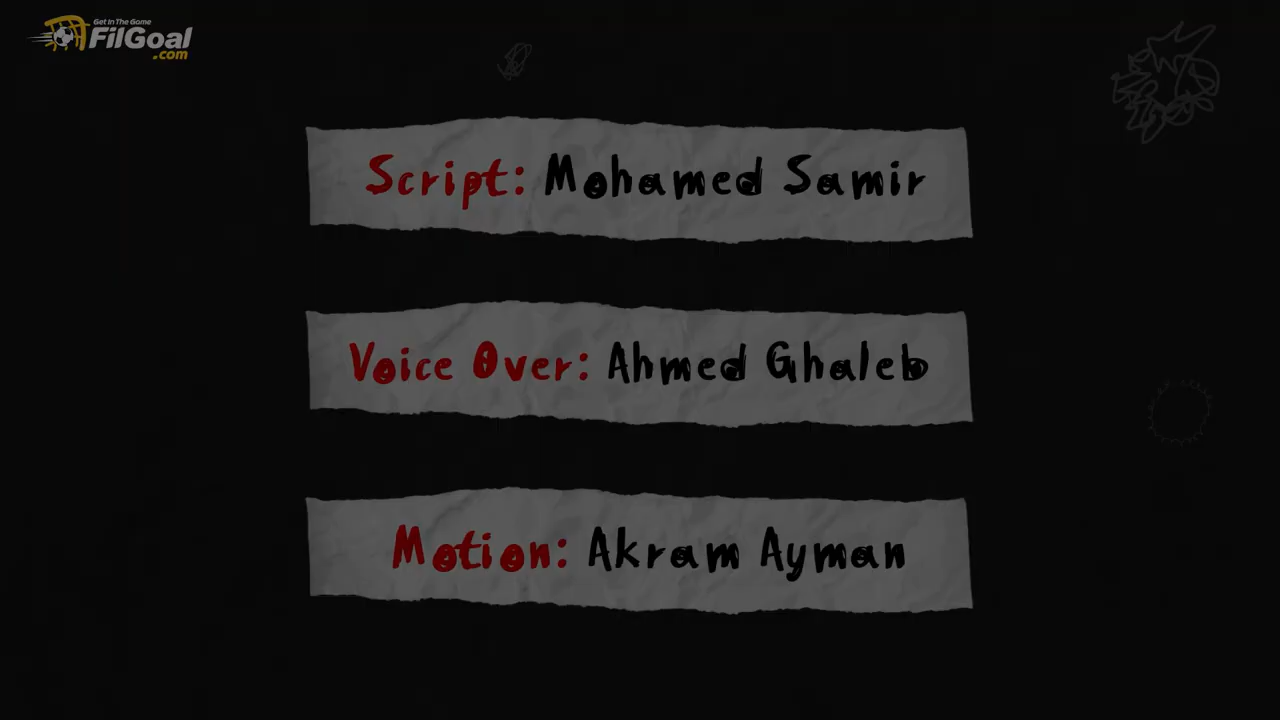 Get In The Game
FilGoal
.com
Script: Mohamed Samir
Voice Over: Ahmed Ghaleb
Motion: Akram Ayman